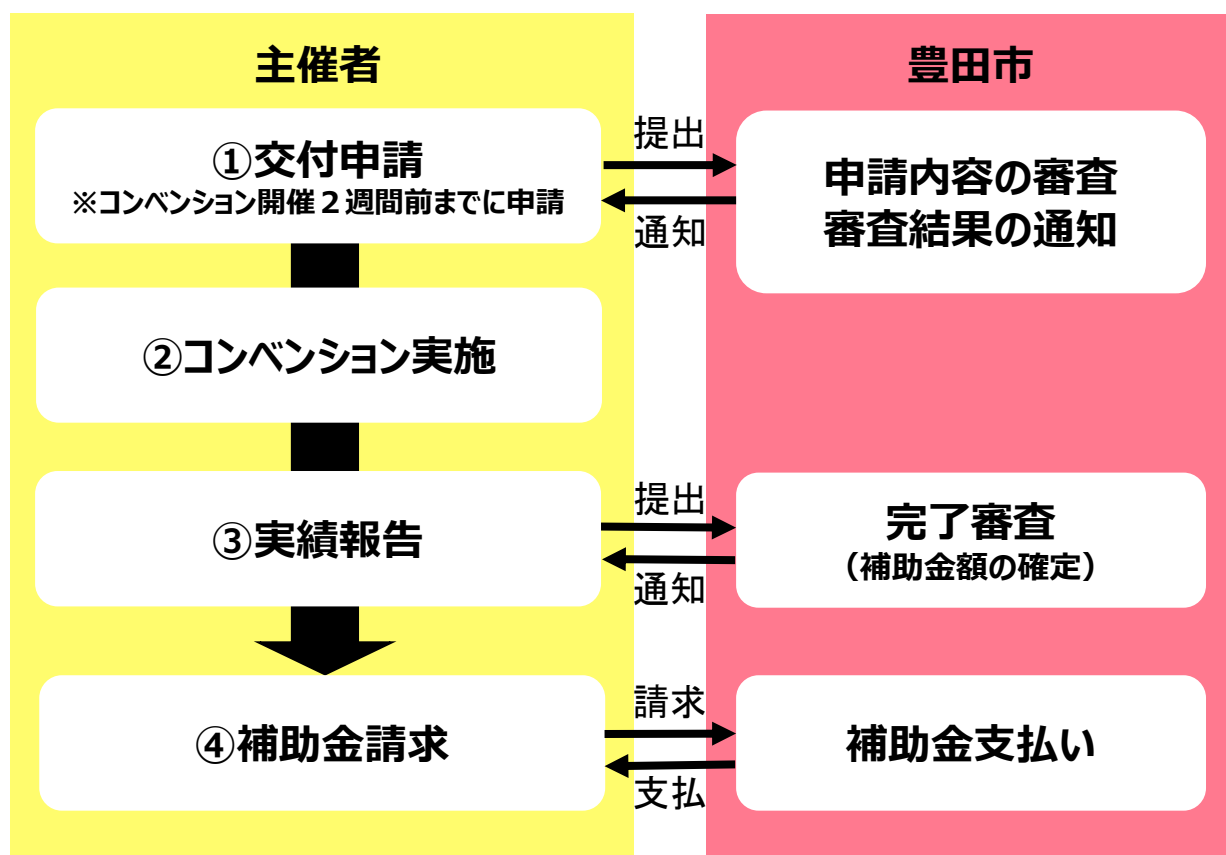 主催者
豊田市
①交付申請
※コンベンション開催２週間前までに申請
提出
通知
申請内容の審査
審査結果の通知
②コンベンション実施
③実績報告
提出
通知
完了審査
（補助金額の確定）
④補助金請求
請求
支払
補助金支払い